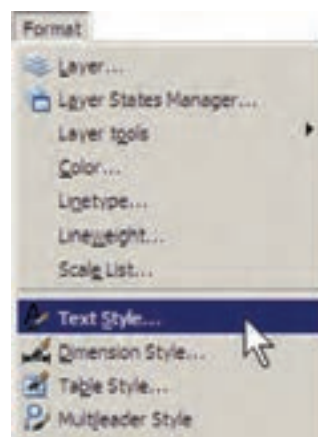 Format
Layer...
Layer States Manager...
Layer tools
Color...
Linetype...
Lineweight...
Scale List...
Text Style...
Dimension Style...
Table Style...
Multileader Style